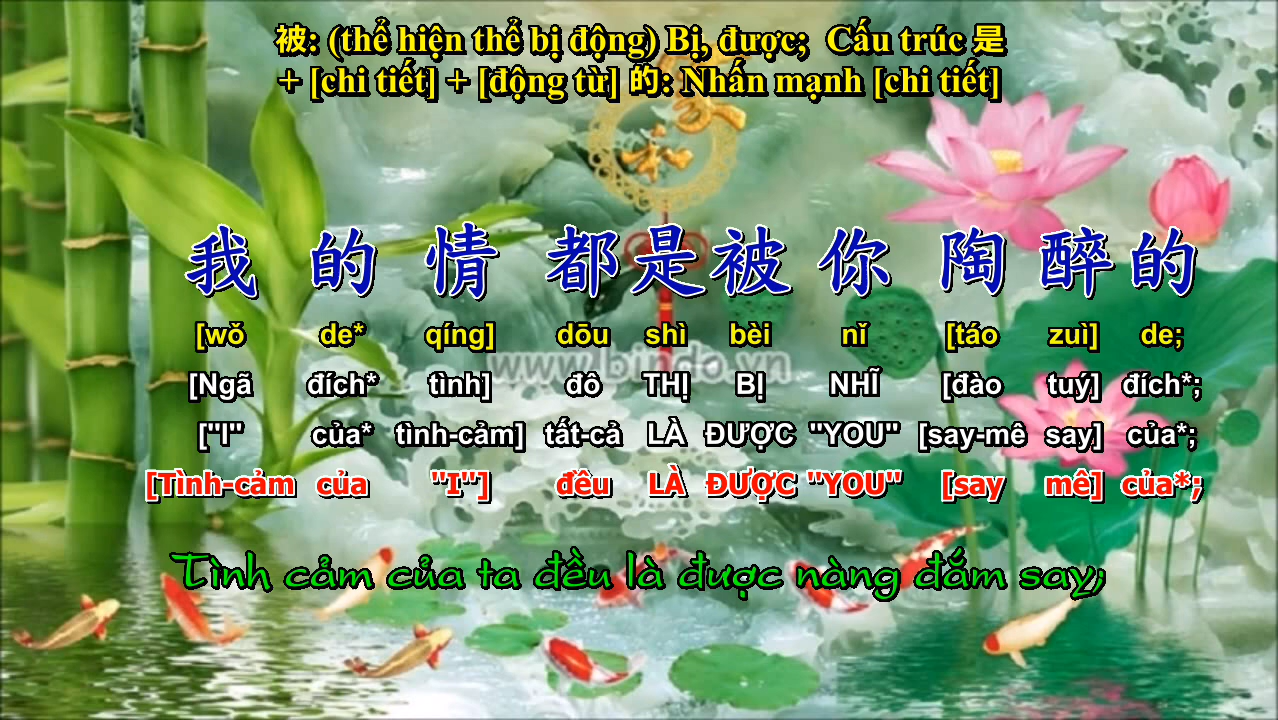 被: (thể hiện thể bị động) Bị, được; Cấu trúc 是
+ [chi tiết] + [động từ] 的: Nhấn mạnh [chi tiết]
和
我 的 情 都 是 被 你 陶 醉 的
[wǒ de* qíng] dōu shì bèi nǐ [táo zuì] de;
www.bindo.vn
[Ngã đích* tình] đô THỊ BỊ NHĨ [đào tuý] đích*;
["I" của* tình-cảm] tất-cả LÀ ĐƯỢC "YOU" [say-mê say] của*;
[Tình-cảm của "I"] đều LÀ ĐƯỢC "YOU" [say mê] của*;
Tình cảm của ta đều là được nàng đắm say;